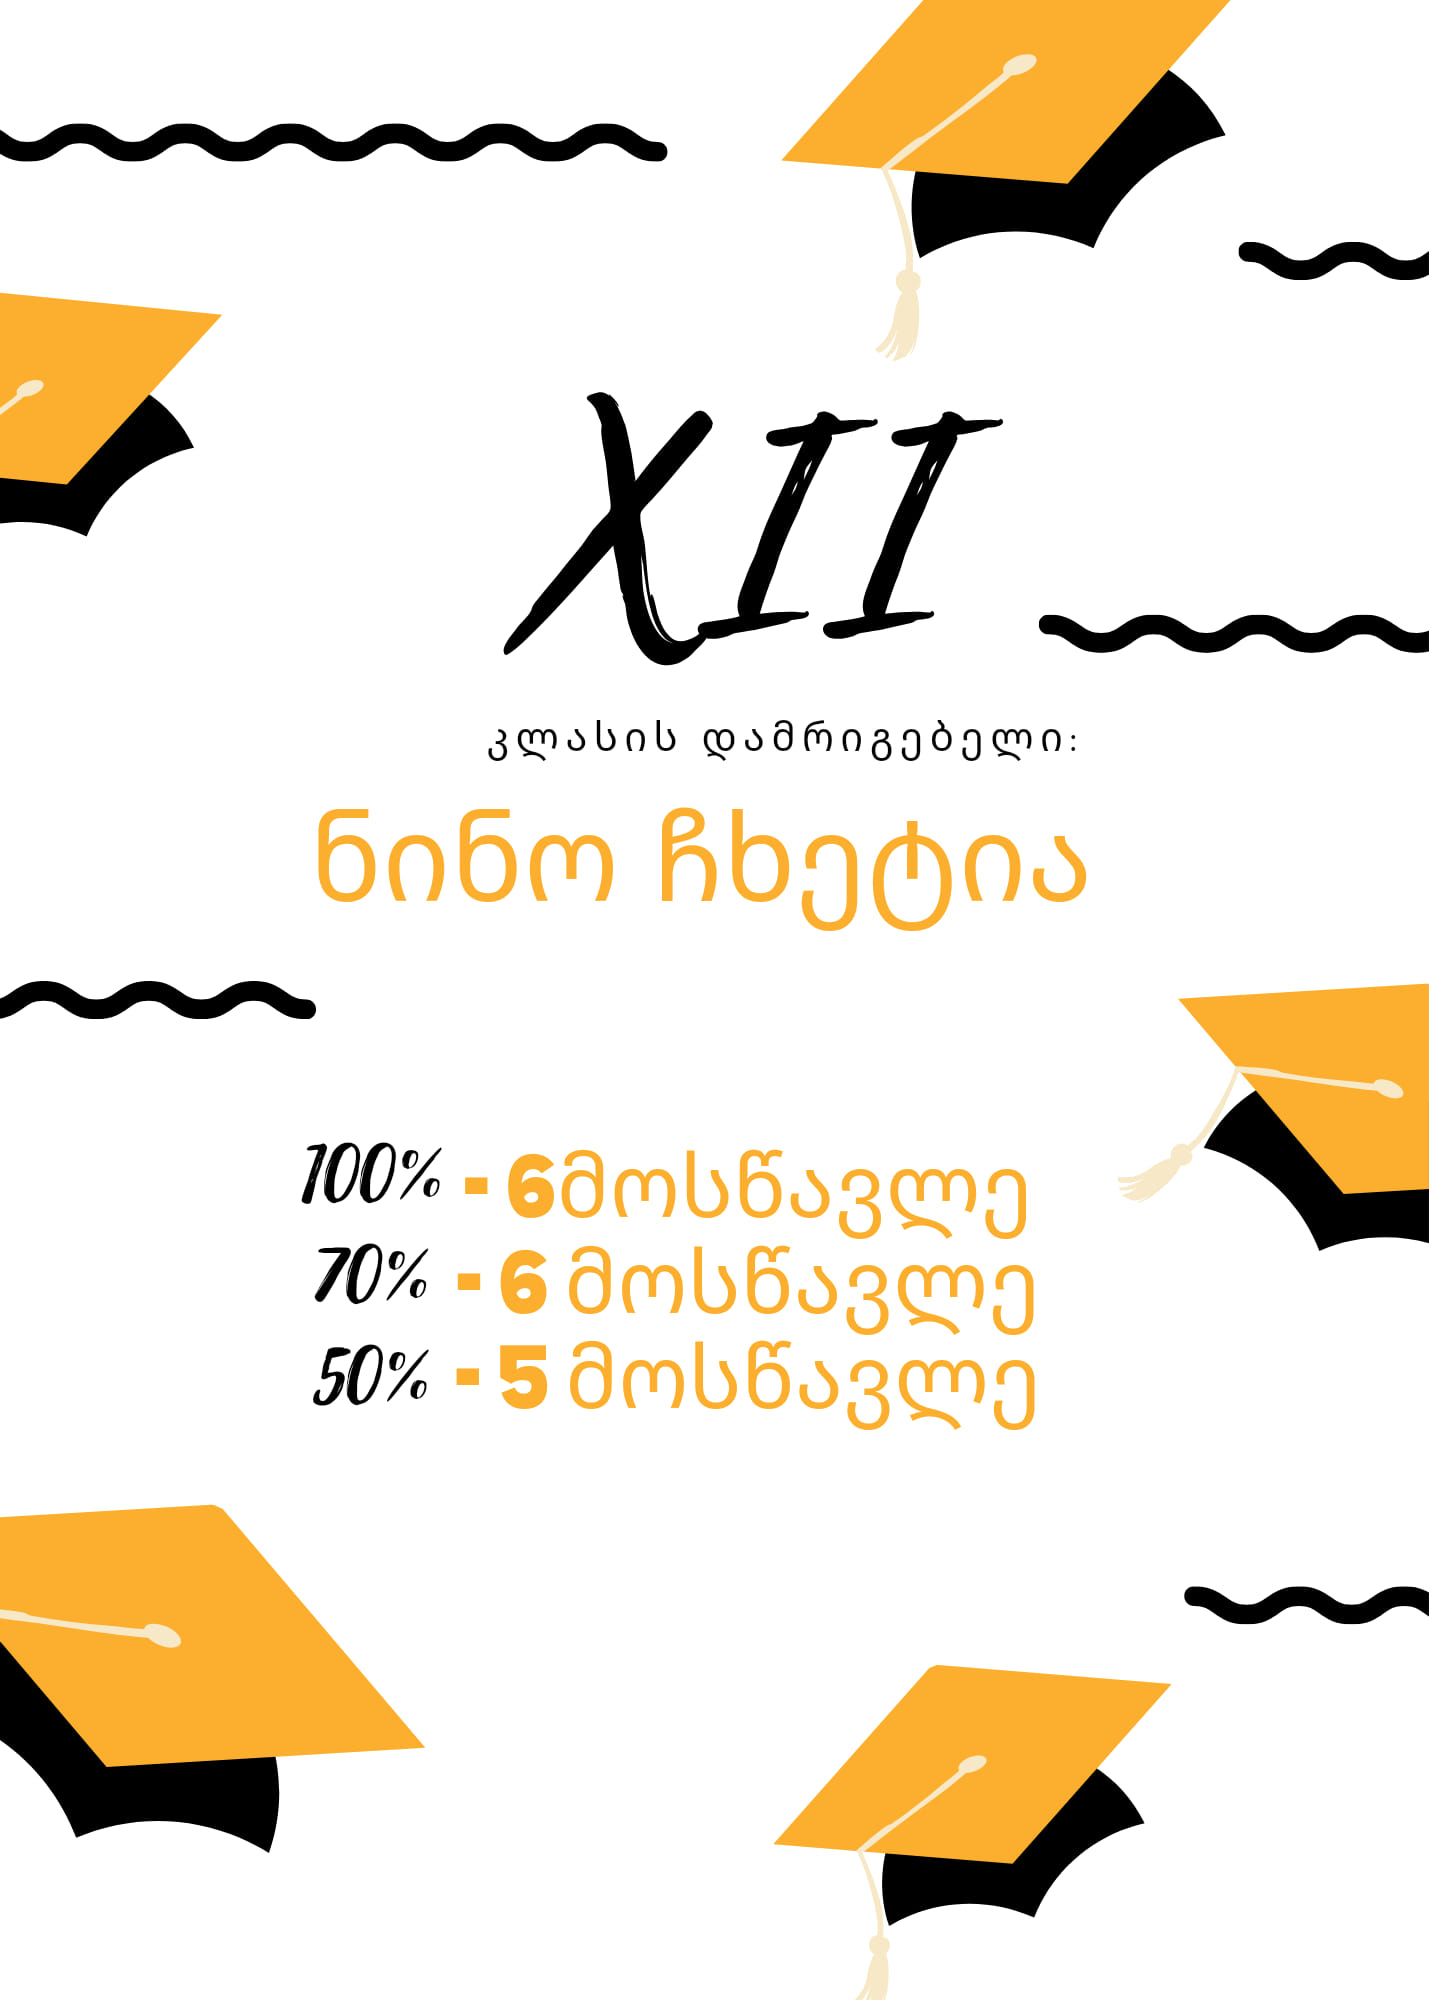 XII
კლასის დამრიგებელი:
ნინო ჩხეტია
100% - 6მოსწავლე
70% - 6 მოსწავლე
50% - 5 მოსწავლე